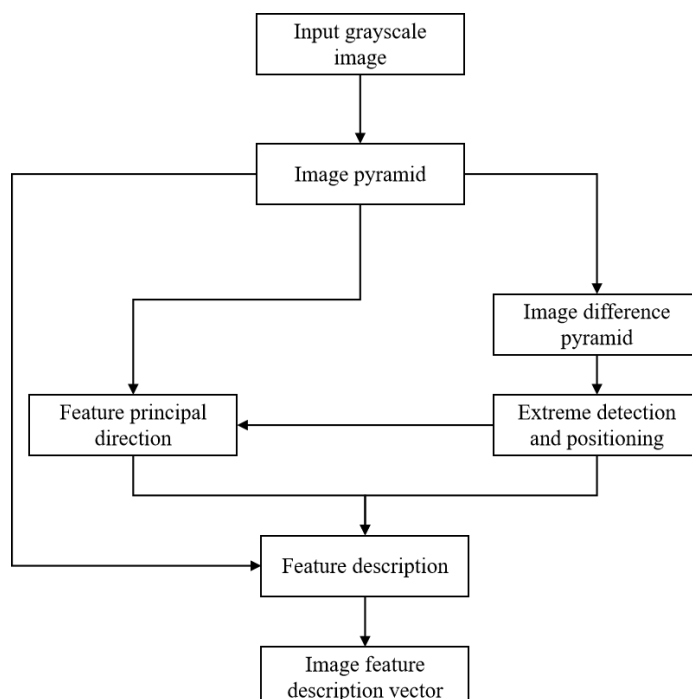 Input grayscale
image
Image pyramid
Image difference
pyramid
Feature principal
direction
Extreme detection
and positioning
Feature description
Image feature
description vector